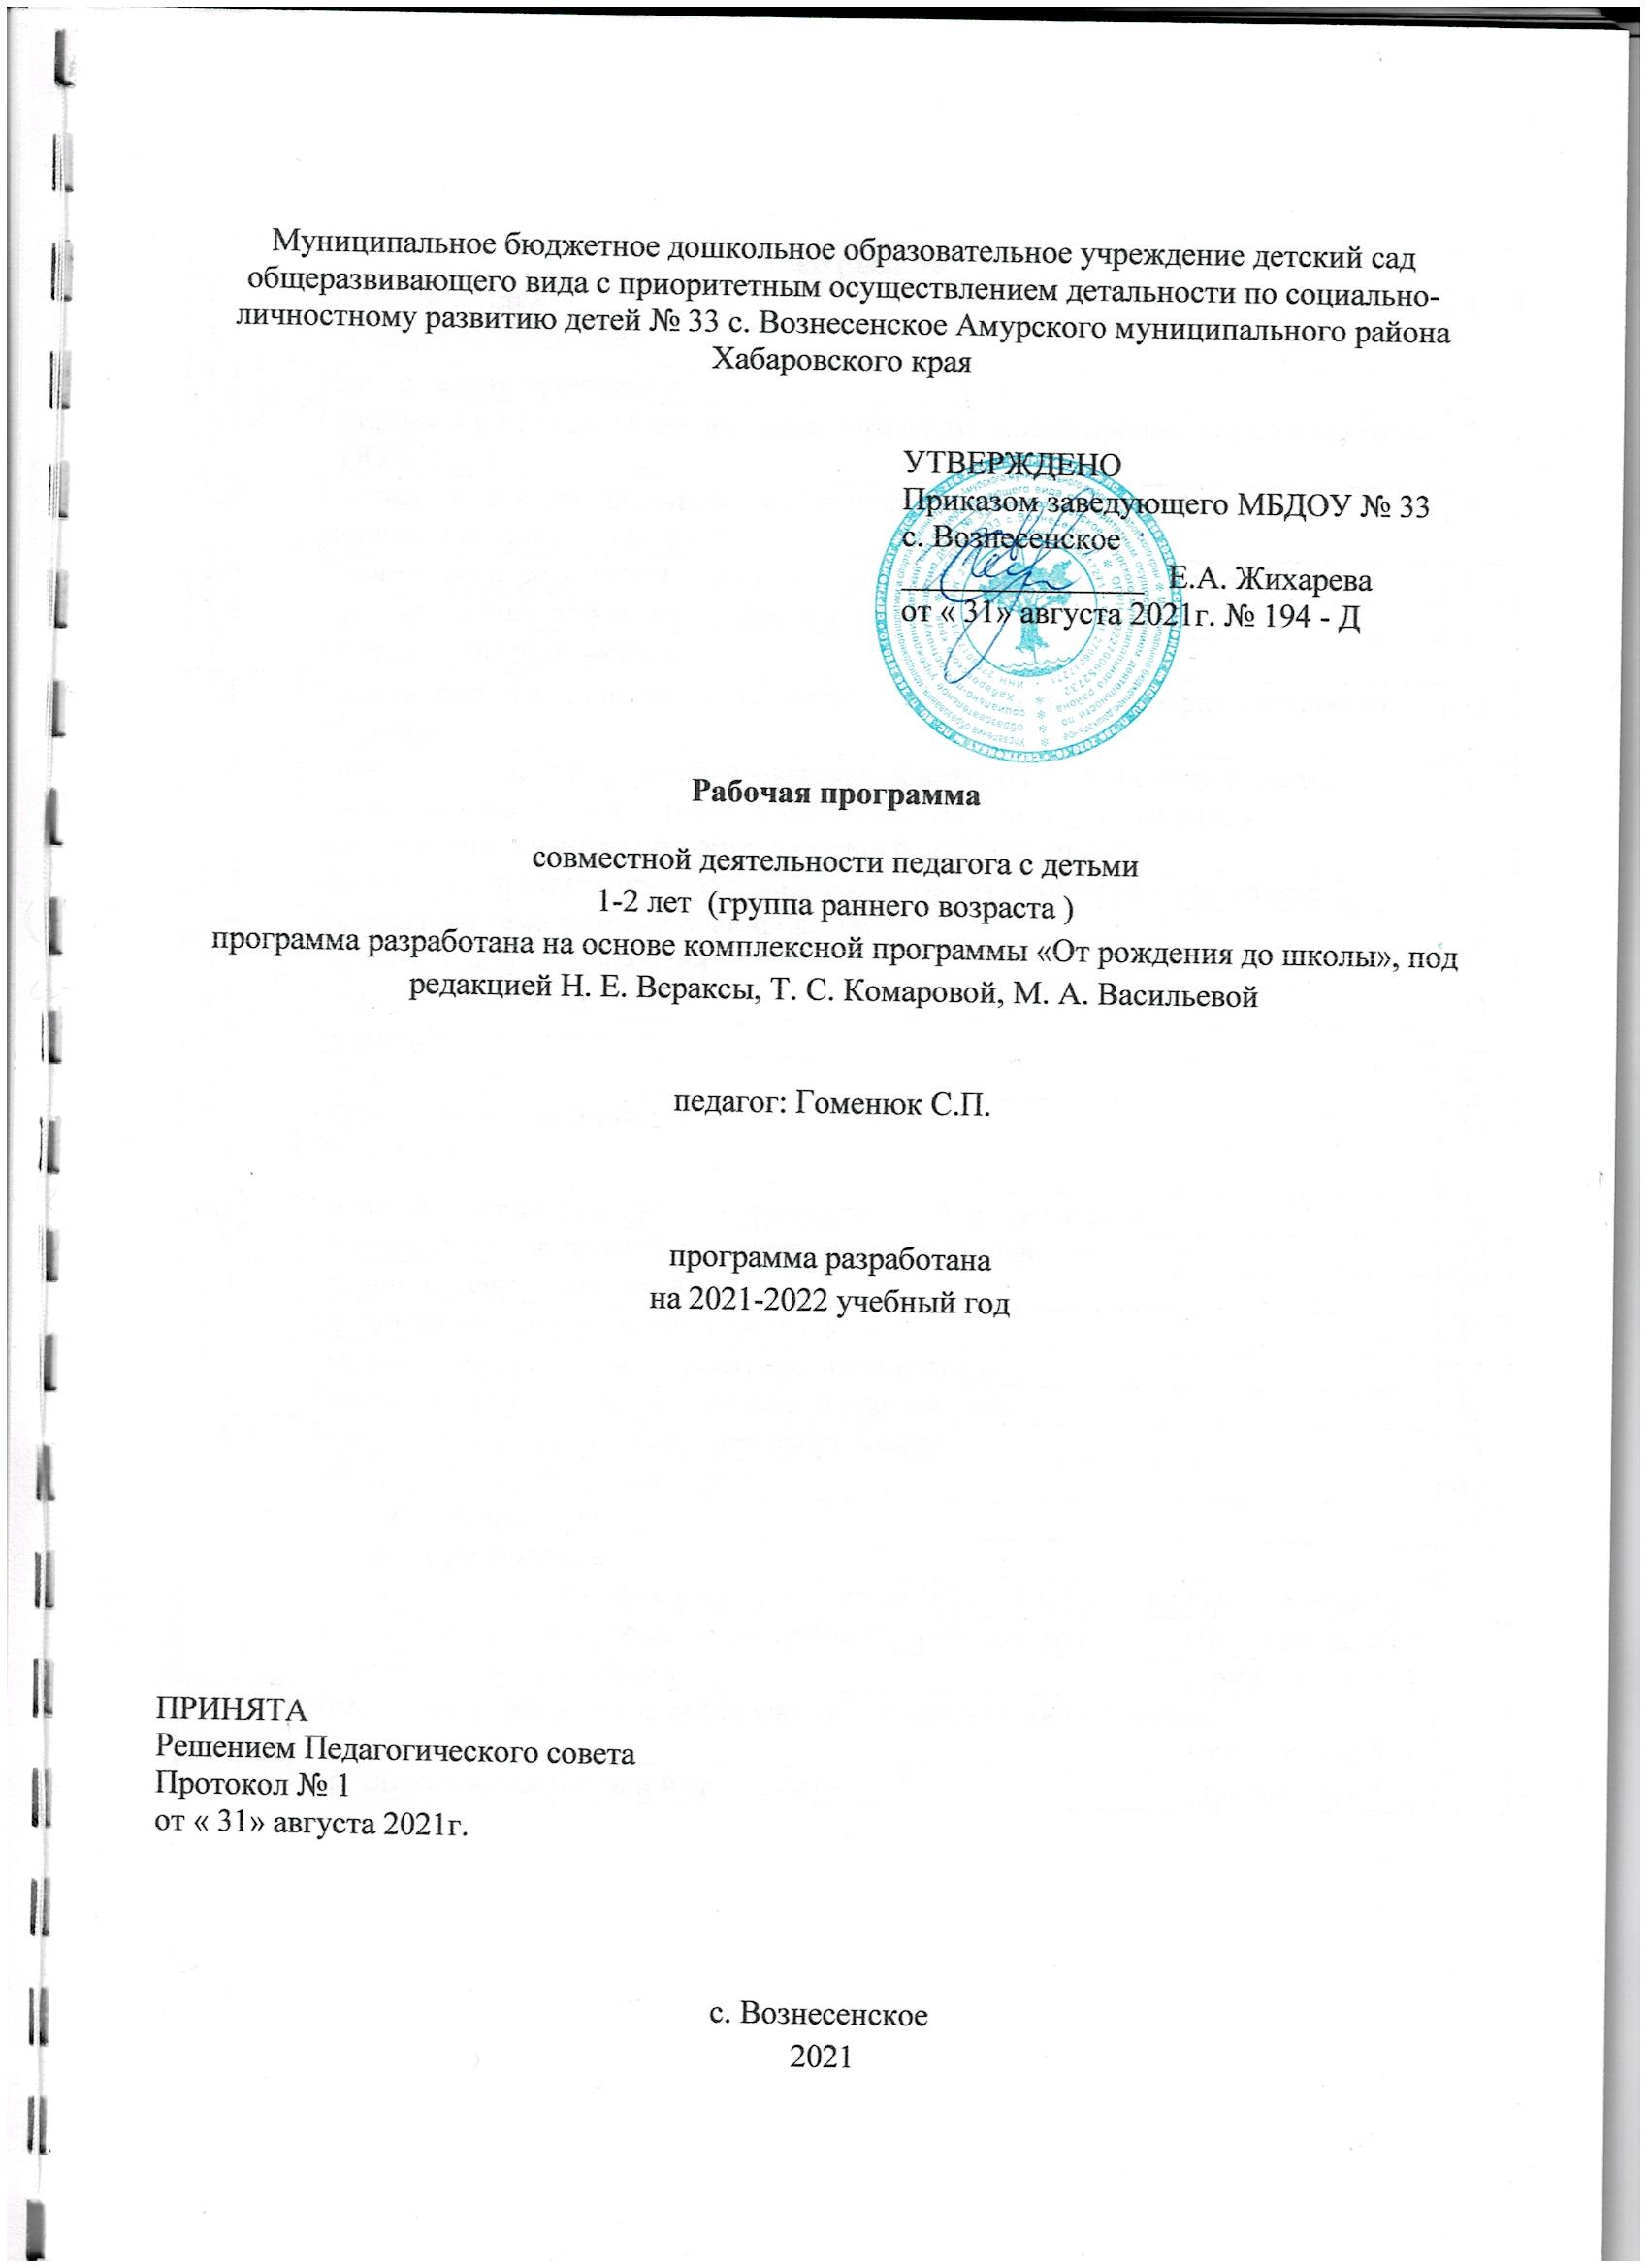 Муниципальное бюджетное дошкольное образовательное учреждение детский сад
общеразвивающего вида с приоритетным осуществлением детальности по социально-
личностному развитию детей № 33 с. Вознесенское Амурского муниципального района
Хабаровского края
УТВЕРЖДЕНО
Приказом заведующего МБДОУ № 33
с. Вознесенское
_______________ Е.А. Жихарева
от « 31» августа 2021г. № 194 - Д
Рабочая программа
совместной деятельности педагога с детьми
1-2 лет (группа раннего возраста )
программа разработана на основе комплексной программы «От рождения до школы», под
редакцией Н. Е. Вераксы, Т. С. Комаровой, М. А. Васильевой
педагог: Гоменюк С.П.
программа разработана
на 2021-2022 учебный год
ПРИНЯТА
Решением Педагогического совета
Протокол № 1
от « 31» августа 2021г.
с. Вознесенское
2021